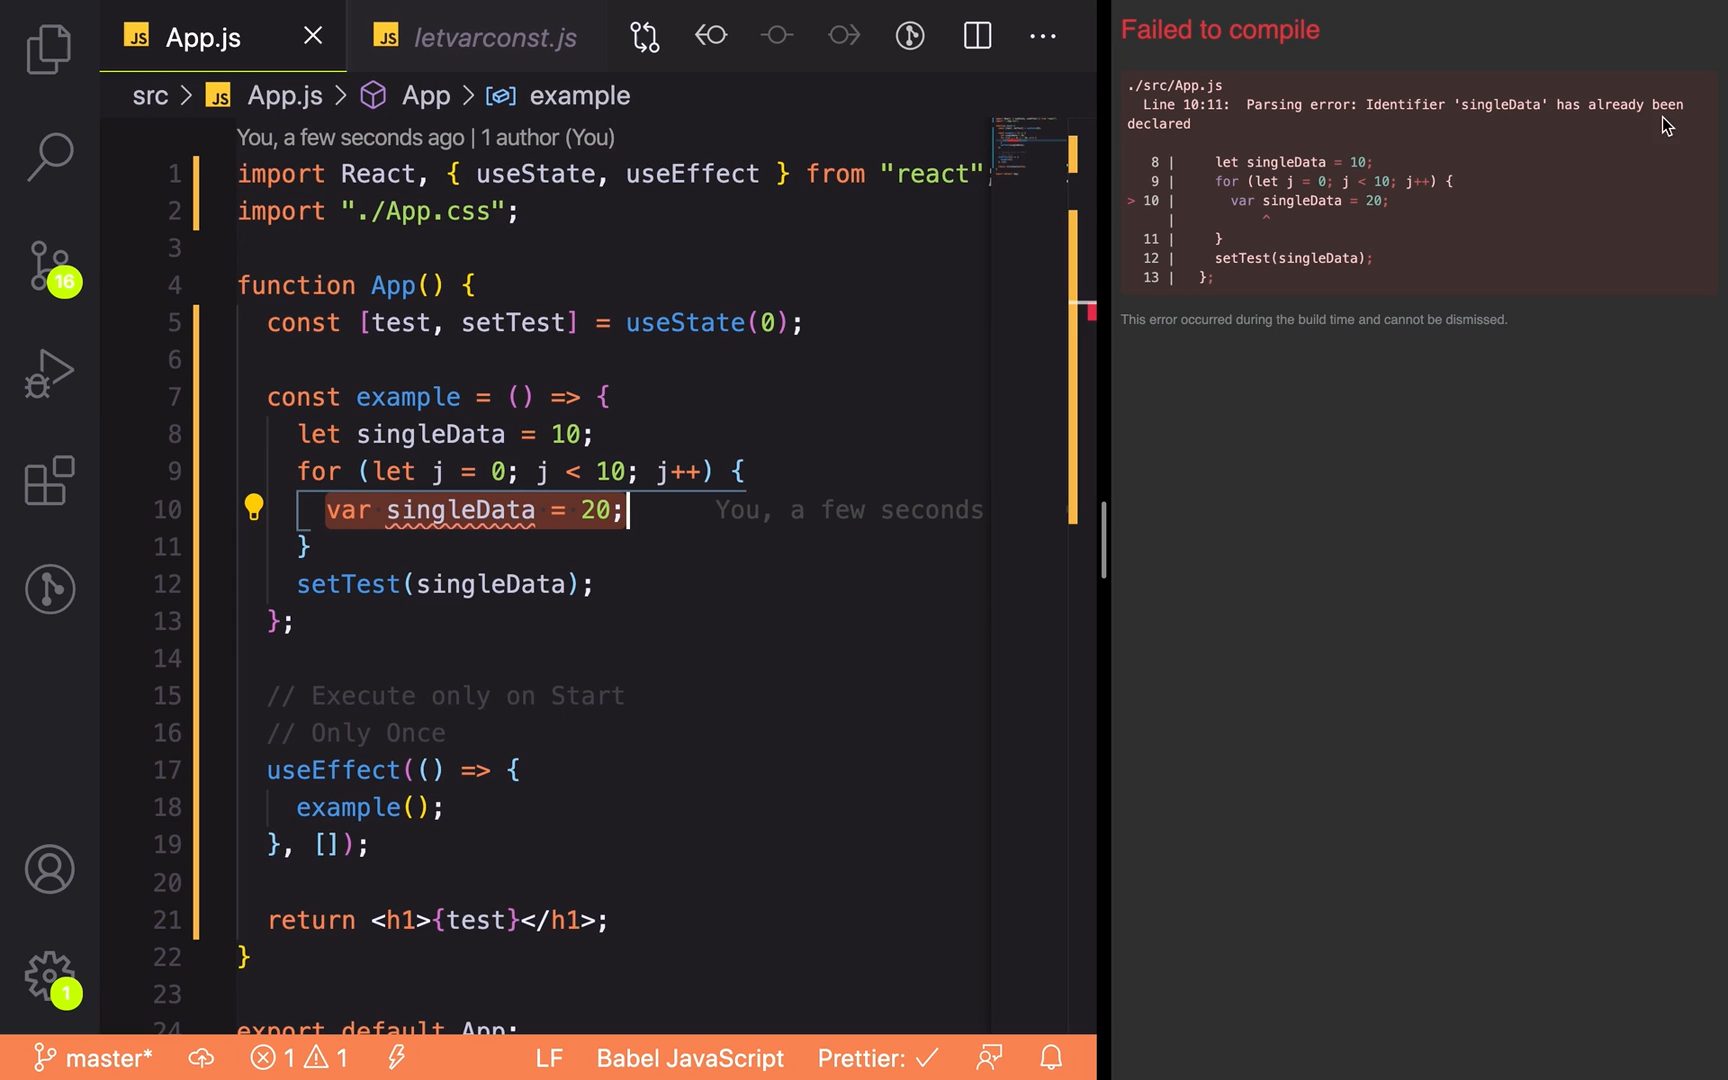 JS App.js
JS letvarconst.js
src > JS App.js > App > example
You, a few seconds ago | 1 author (You)
1 import React, { useState, useEffect } from "react";
2 import "./App.css";
3
4 function App() {
5 const [test, setTest] = useState(0);
6
7 const example = () => {
8 let singleData = 10;
9 for (let j = 0; j < 10; j++) {
10 var singleData = 20; You, a few seconds
11 }
12 setTest(singleData);
13 };
14
15 // Execute only on Start
16 // Only Once
17 useEffect(() => {
18 example();
19 }, []);
20
21 return <h1>{test}</h1>;
22 }
23
24 export default App;
16
1
master* 1 1 LF Babel JavaScript Prettier: ✓
Failed to compile
./src/App.js
Line 10:11: Parsing error: Identifier 'singleData' has already been
declared
8 | let singleData = 10;
9 | for (let j = 0; j < 10; j++) {
> 10 | var singleData = 20;
| ^
11 | }
12 | setTest(singleData);
13 | };
This error occurred during the build time and cannot be dismissed.